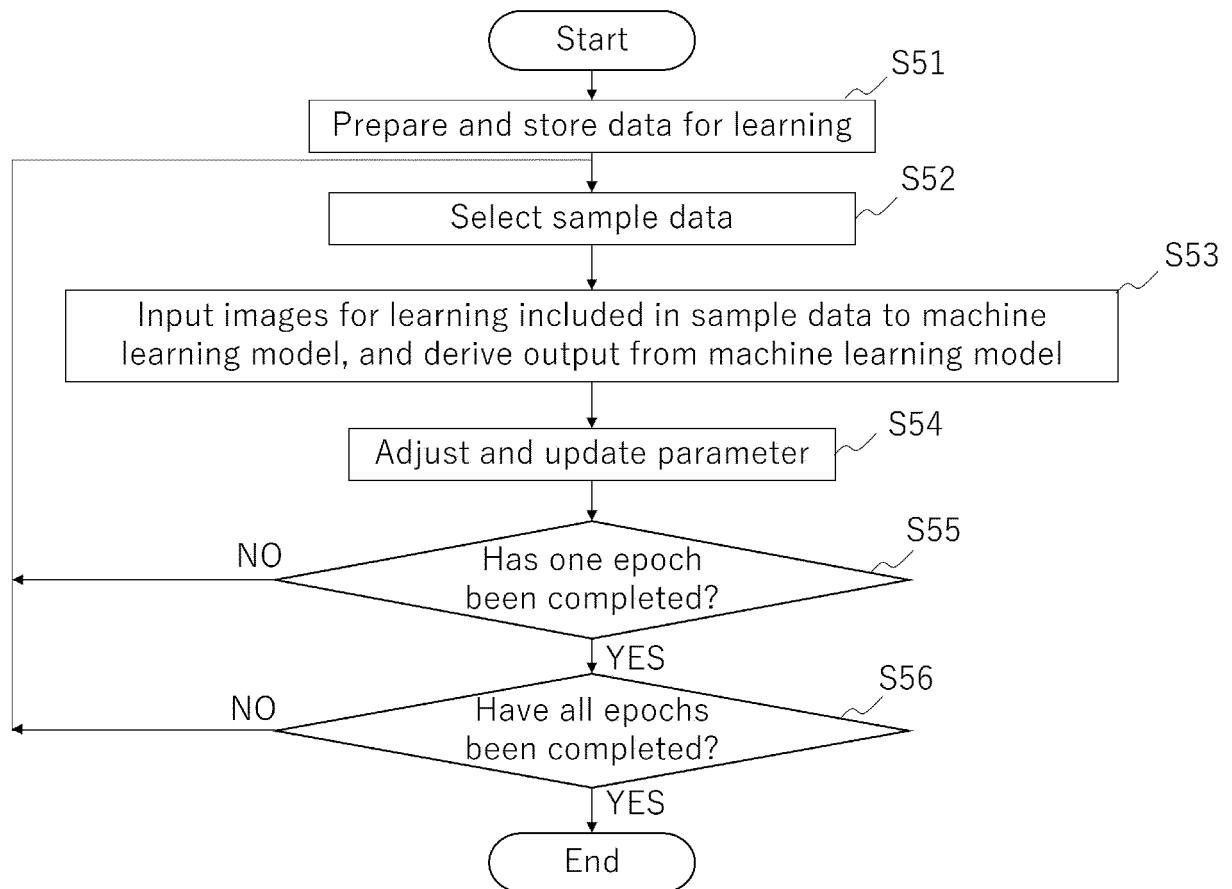 Start
S51
Prepare and store data for learning
S52
Select sample data
S53
Input images for learning included in sample data to machine
learning model, and derive output from machine learning model
S54
Adjust and update parameter
S55
NO
Has one epoch
been completed?
YES
S56
NO
Have all epochs
been completed?
YES
End